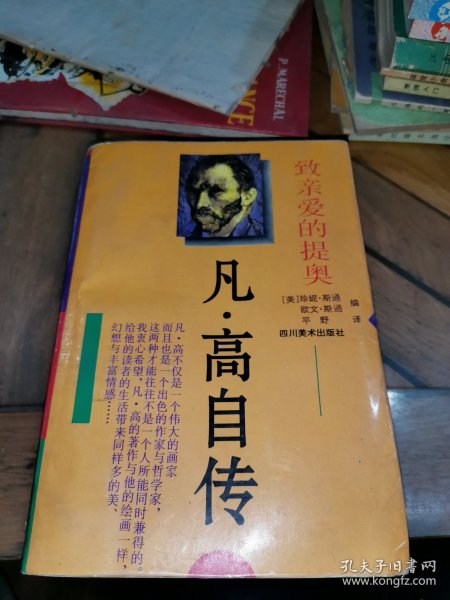 P. MARECHAL
ANCE
致亲爱的提奥
[美]珍妮·斯通
欧文·斯通 编
平野 译
四川美术出版社
凡·高自传
凡·高不仅是一个伟大的画家
而且也是一个出色的作家与哲学家，
这两种才能往往不是一个人所能同时兼得的。
我衷心希望，凡·高的著作与他的绘画一样，
给他的读者的生活带来同样多的美、
幻想与丰富情感……
孔夫子旧书网
www.kongfz.com